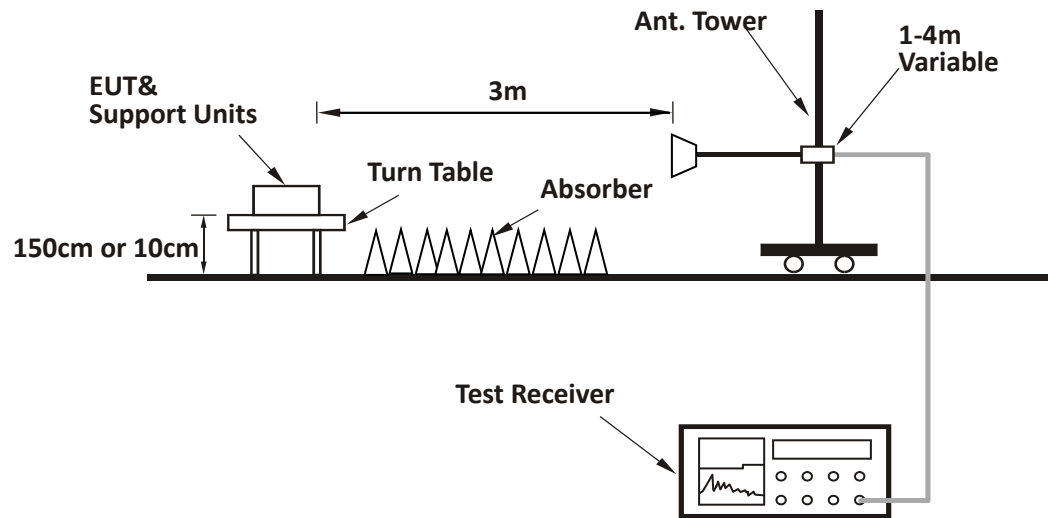 Ant. Tower
1-4m
Variable
3m
EUT&
Support Units
Turn Table
Absorber
150cm or 10cm
Test Receiver